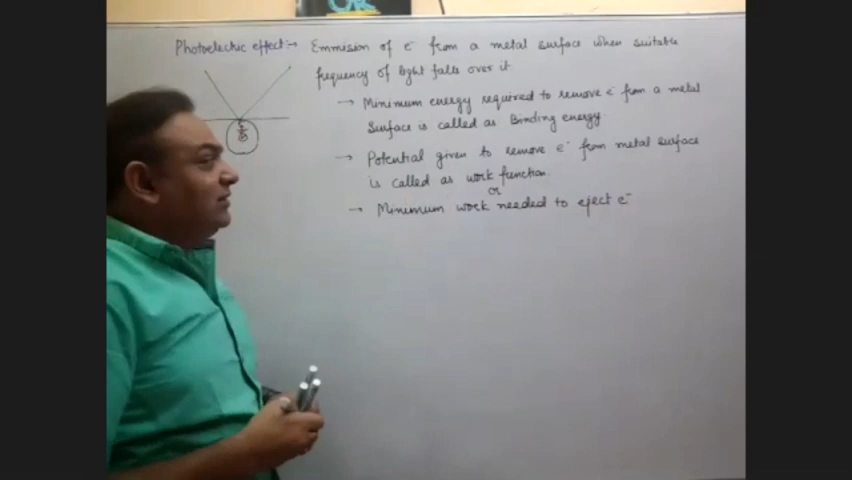 Photoelectric effect:→ Emmision of e⁻ from a metal surface when suitable
frequency of light falls over it.
→ Minimum energy required to remove e⁻ from a metal
surface is called as Binding energy.
→ Potential given to remove e⁻ from metal surface
is called as work function.
or
→ Minimum work needed to eject e⁻